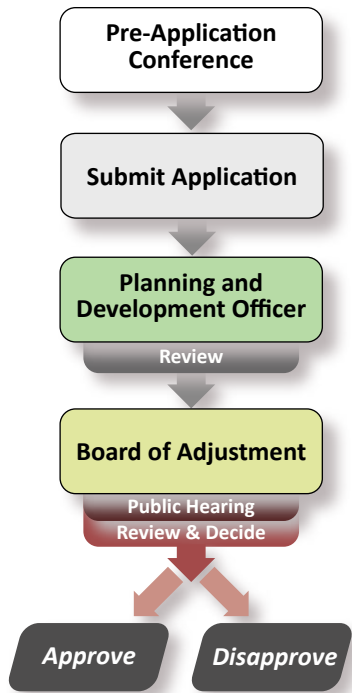 Pre-Application
Conference
Submit Application
Planning and
Development Officer
Review
Board of Adjustment
Public Hearing
Review & Decide
Approve
Disapprove